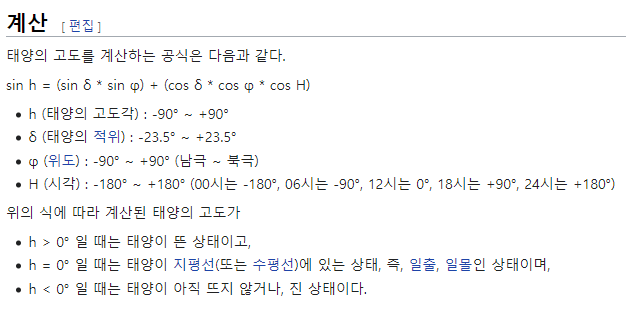 계산 [ 편집 ]
태양의 고도를 계산하는 공식은 다음과 같다.
sin h = (sin δ * sin φ) + (cos δ * cos φ * cos H)
• h (태양의 고도각) : -90° ~ +90°
• δ (태양의 적위) : -23.5° ~ +23.5°
• φ (위도) : -90° ~ +90° (남극 ~ 북극)
• H (시각) : -180° ~ +180° (00시는 -180°, 06시는 -90°, 12시는 0°, 18시는 +90°, 24시는 +180°)
위의 식에 따라 계산된 태양의 고도가
• h > 0° 일 때는 태양이 뜬 상태이고,
• h = 0° 일 때는 태양이 지평선(또는 수평선)에 있는 상태, 즉, 일출, 일몰인 상태이며,
• h < 0° 일 때는 태양이 아직 뜨지 않거나, 진 상태이다.